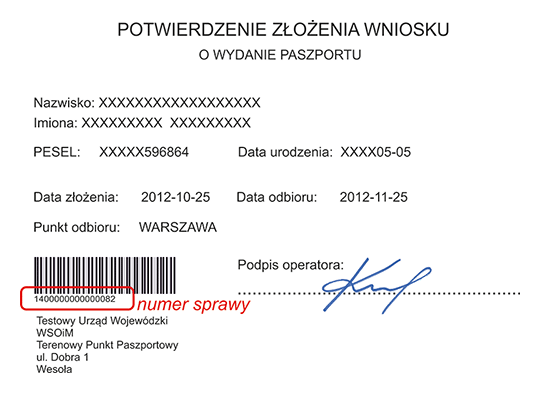 POTWIERDZENIE ZŁOŻENIA WNIOSKU
O WYDANIE PASZPORTU
Nazwisko: XXXXXXXXXXXXXXXXXX
Imiona: XXXXXXXXX XXXXXXXXX
PESEL: XXXXX596864 Data urodzenia: XXXX05-05
Data złożenia: 2012-10-25 Data odbioru: 2012-11-25
Punkt odbioru: WARSZAWA
Podpis operatora:
1400000000000082
numer sprawy
Testowy Urząd Wojewódzki
WSOiM
Terenowy Punkt Paszportowy
ul. Dobra 1
Wesoła